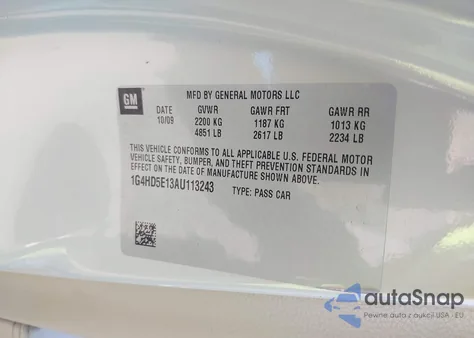 GM
MFD BY GENERAL MOTORS LLC
DATE GVWR GAWR FRT GAWR RR
10/09 2200 KG 1187 KG 1013 KG
4851 LB 2617 LB 2234 LB
THIS VEHICLE CONFORMS TO ALL APPLICABLE U.S. FEDERAL MOTOR
VEHICLE SAFETY, BUMPER, AND THEFT PREVENTION STANDARDS
IN EFFECT ON THE DATE OF MANUFACTURE SHOWN ABOVE.
1G4HD5E13AU113243 TYPE: PASS CAR
autaSnap
Pewne auta z aukcji USA - EU